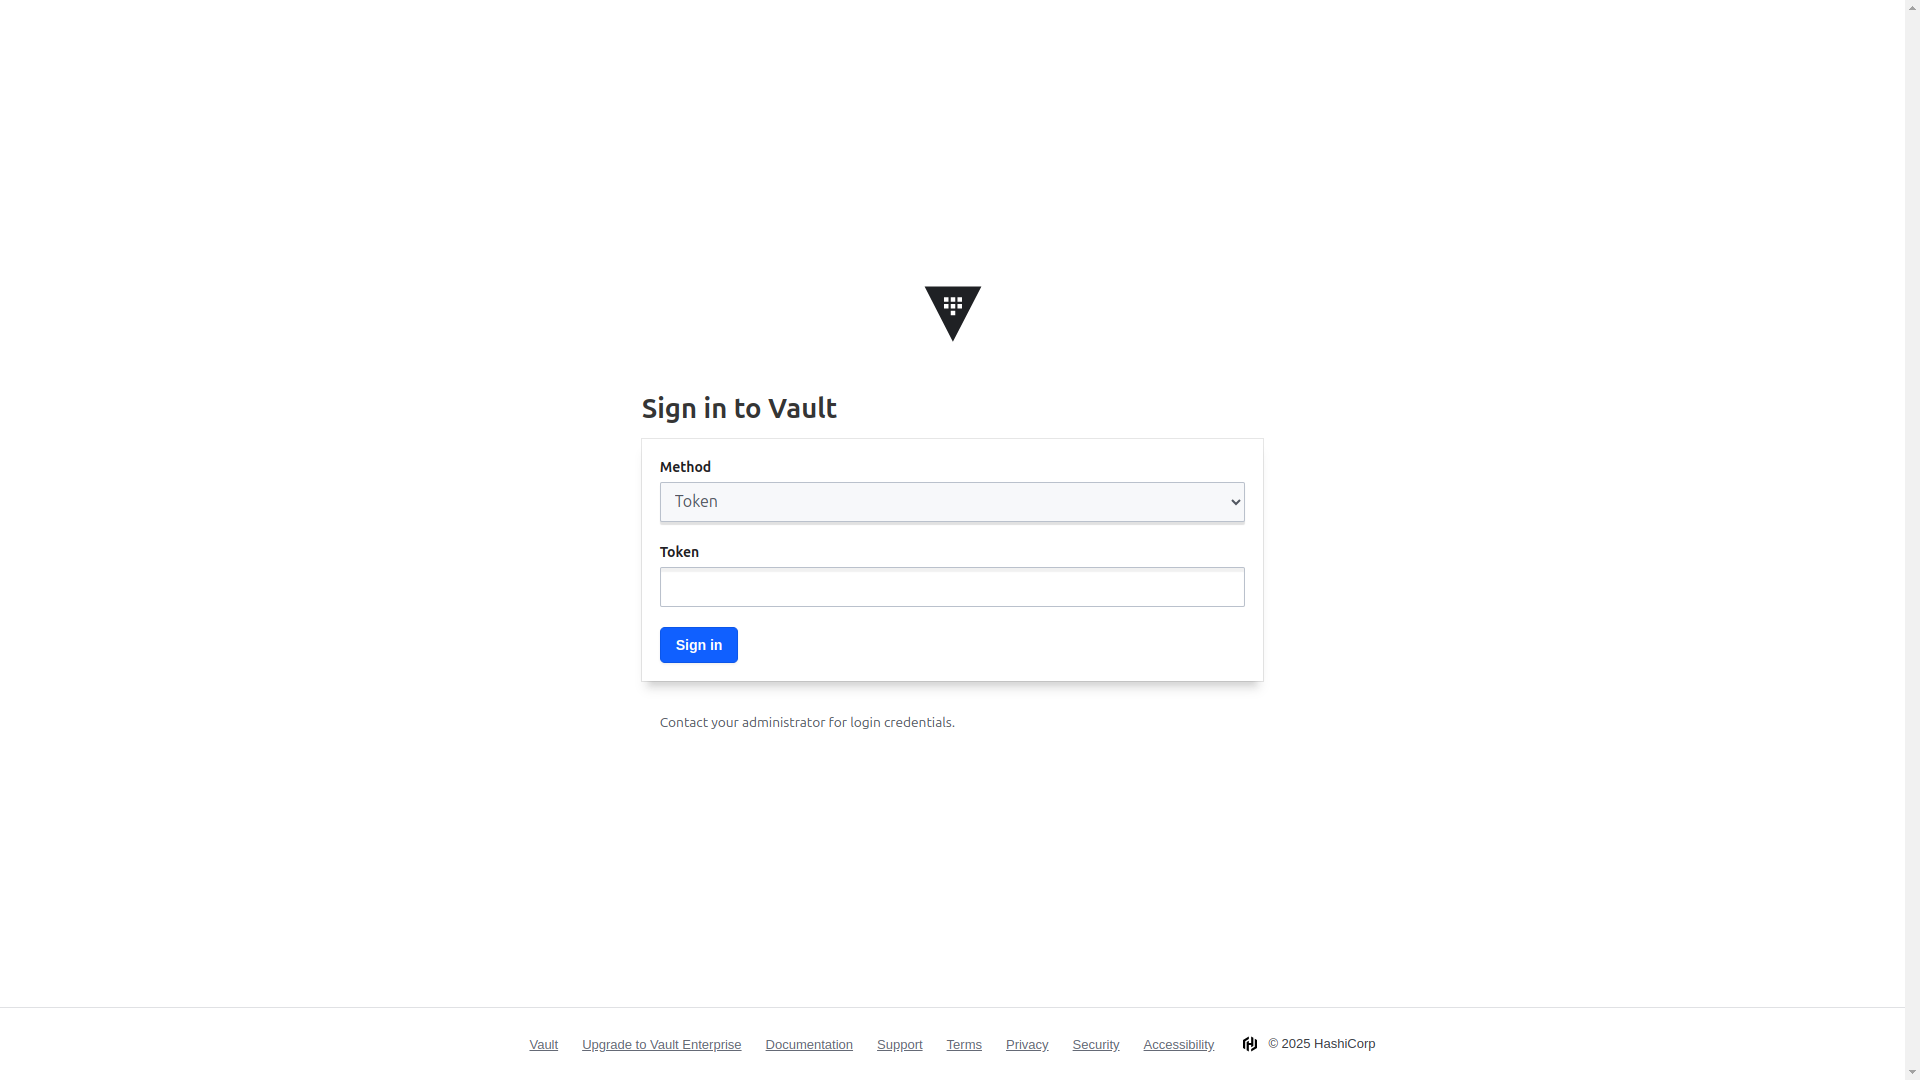 Sign in to Vault
Method
Token
Token
Sign in
Contact your administrator for login credentials.
Vault Upgrade to Vault Enterprise Documentation Support Terms Privacy Security Accessibility © 2025 HashiCorp